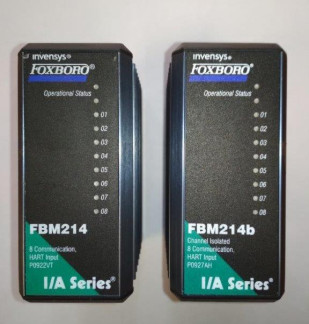 invensys®
FOXBORO®
Operational Status
01
02
03
04
05
06
07
08
FBM214
8 Communication,
HART Input
P0922VT
I/A Series®
invensys®
FOXBORO®
Operational Status
01
02
03
04
05
06
07
08
FBM214b
Channel Isolated
8 Communication,
HART Input
P0927AH
I/A Series®